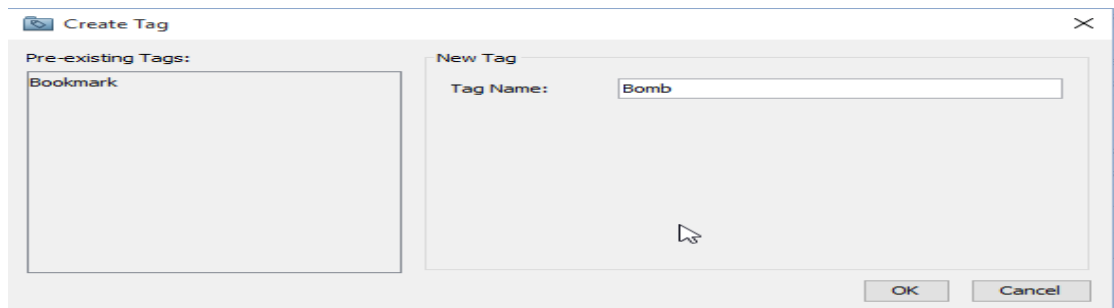 Create Tag
Pre-existing Tags:
Bookmark
New Tag
Tag Name: Bomb
OK Cancel